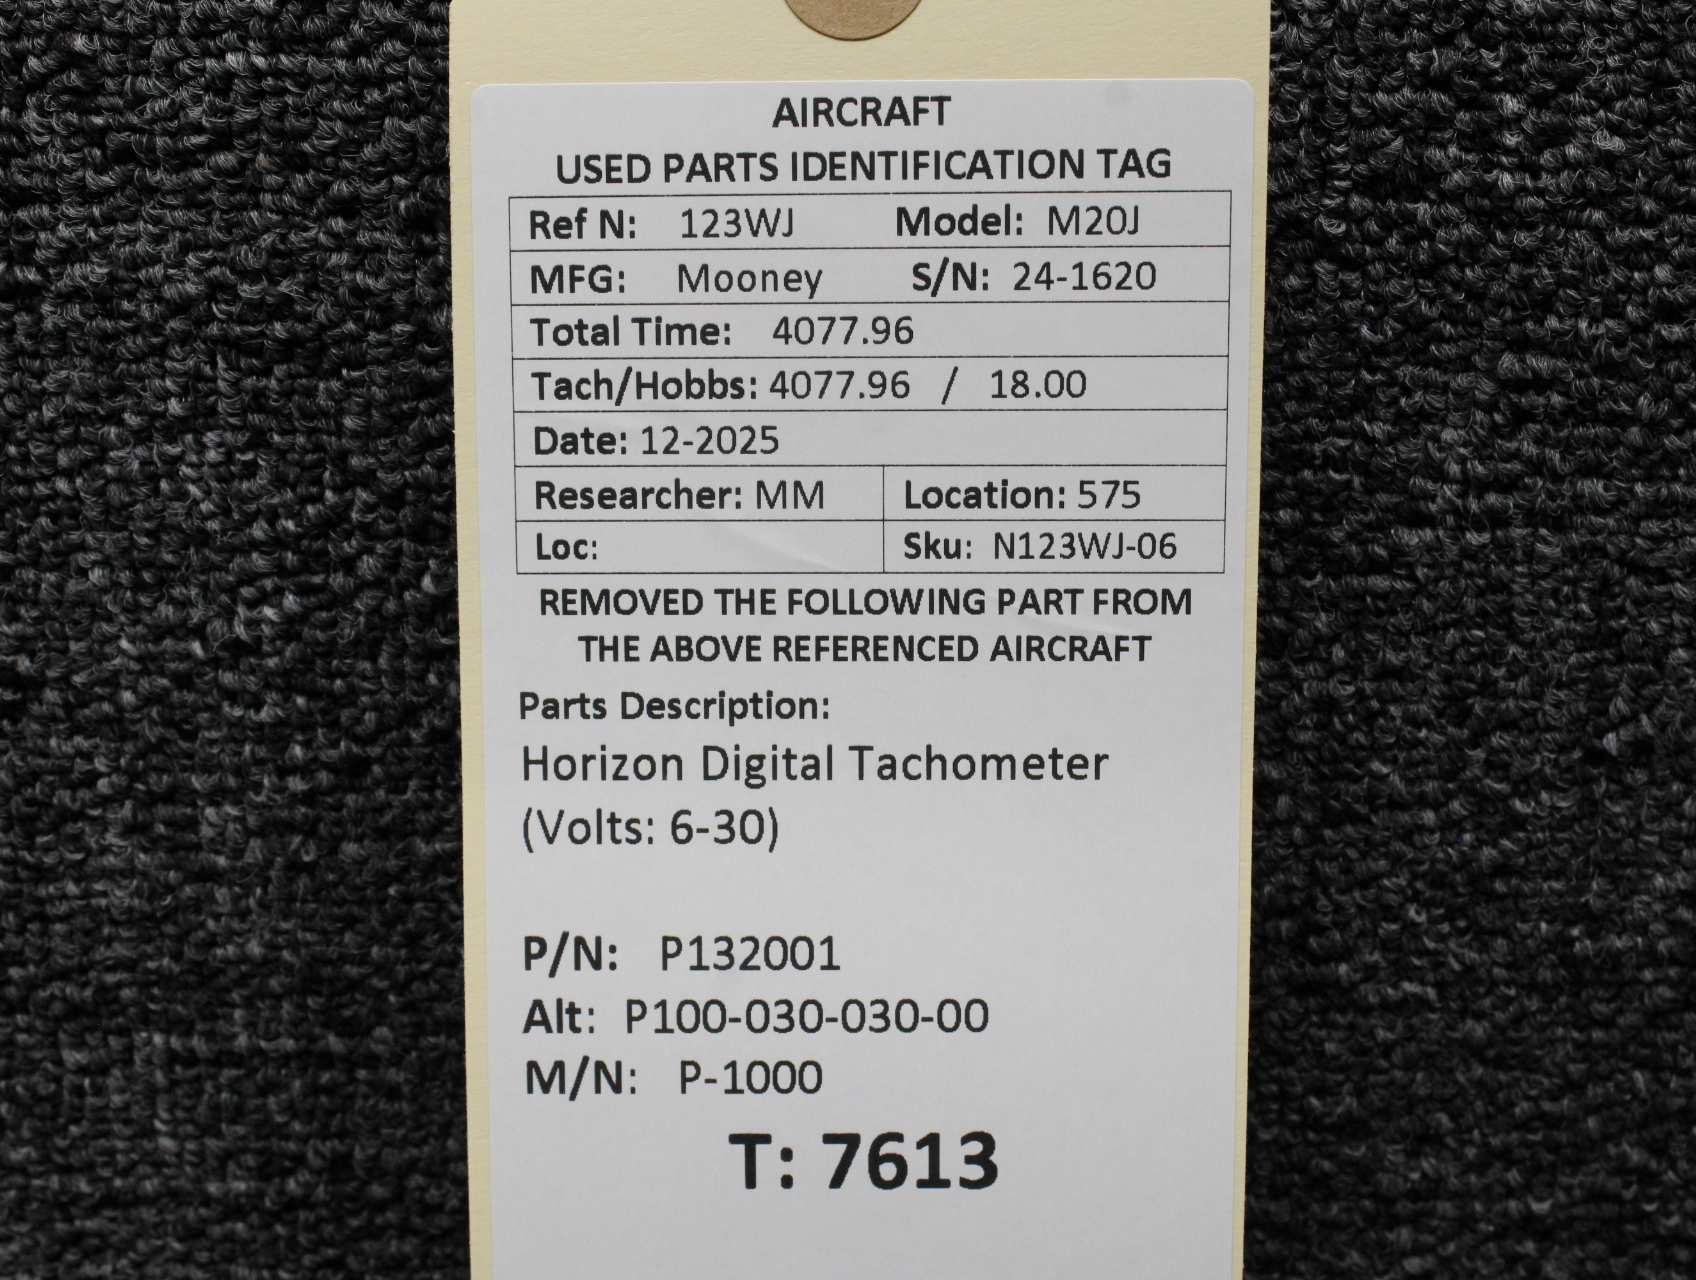 AIRCRAFT
USED PARTS IDENTIFICATION TAG
Ref N: 123WJ Model: M20J
MFG: Mooney S/N: 24-1620
Total Time: 4077.96
Tach/Hobbs: 4077.96 / 18.00
Date: 12-2025
Researcher: MM Location: 575
Loc: Sku: N123WJ-06
REMOVED THE FOLLOWING PART FROM
THE ABOVE REFERENCED AIRCRAFT
Parts Description:
Horizon Digital Tachometer
(Volts: 6-30)
P/N: P132001
Alt: P100-030-030-00
M/N: P-1000
T: 7613